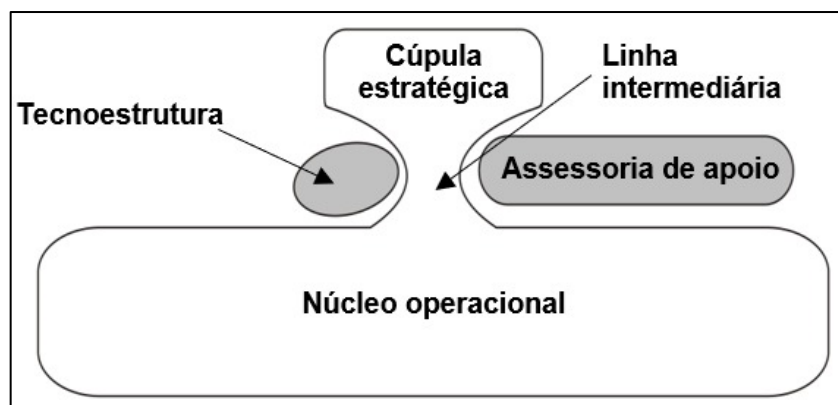 Cúpula
estratégica
Linha
intermediária
Tecnoestrutura
Assessoria de apoio
Núcleo operacional